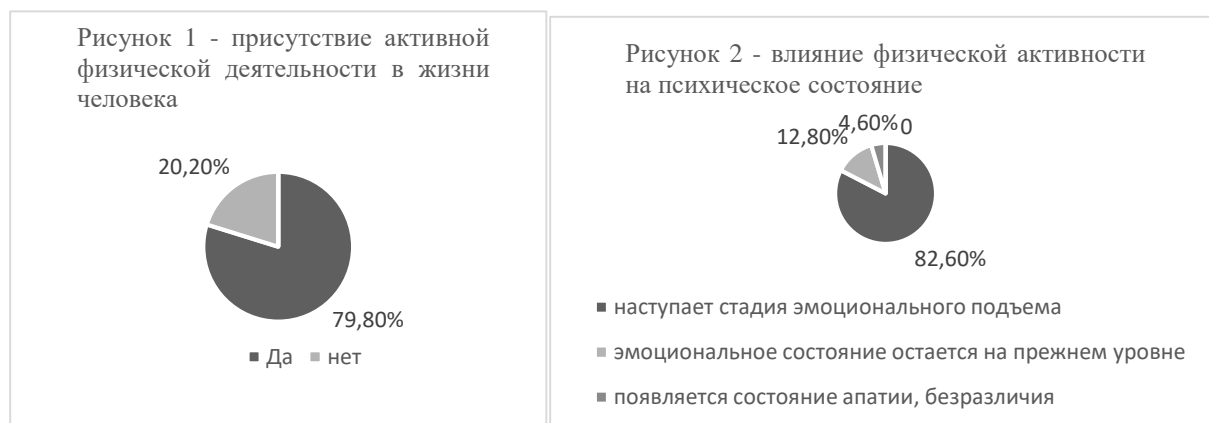 Рисунок 1 - присутствие активной
физической деятельности в жизни
человека
20,20%
79,80%
Да нет
Рисунок 2 - влияние физической активности
на психическое состояние
4,60% 0
12,80%
82,60%
наступает стадия эмоционального подъема
эмоциональное состояние остается на прежнем уровне
появляется состояние апатии, безразличия